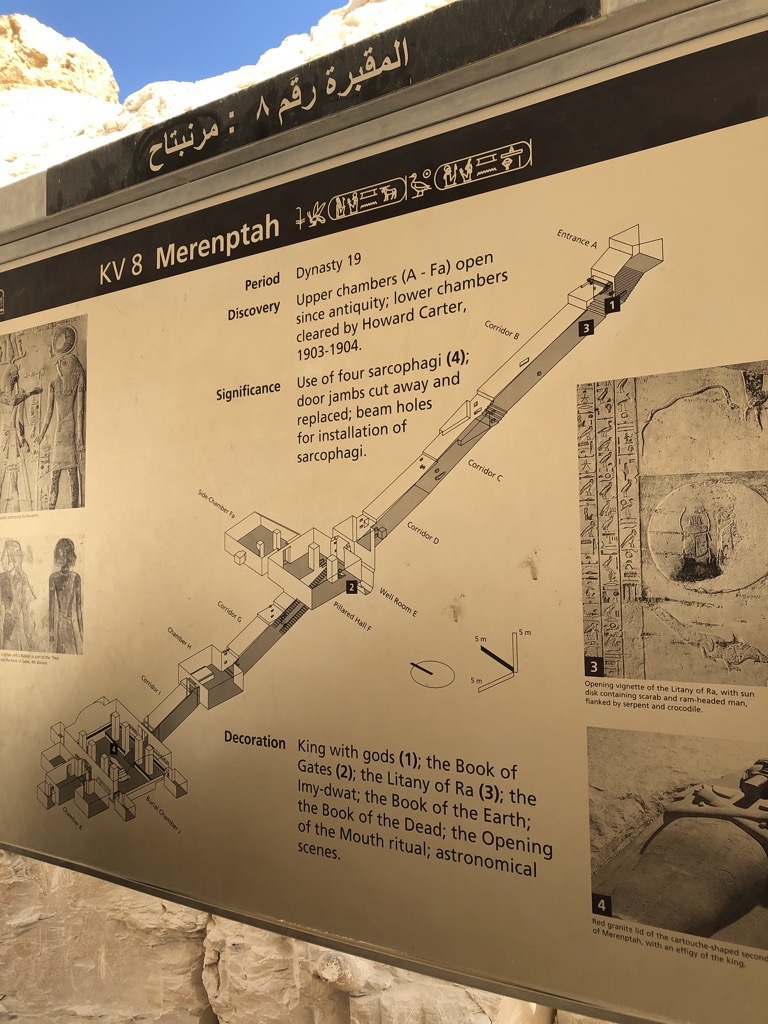 المقبرة رقم ٨ : مرنبتاح
KV 8 Merenptah
Period Dynasty 19
Discovery Upper chambers (A - Fa) open
since antiquity; lower chambers
cleared by Howard Carter,
1903-1904.
Significance Use of four sarcophagi (4);
door jambs cut away and
replaced; beam holes
for installation of
sarcophagi.
Entrance A
1
3
Corridor B
Corridor C
Corridor D
Side-Chamber Fa
2
Well Room E
Pillared Hall F
Corridor G
Chamber H
Corridor I
4
Burial Chamber J
Chamber K
5 m
5 m
5 m
Decoration King with gods (1); the Book of
Gates (2); the Litany of Ra (3); the
Imy-dwat; the Book of the Earth;
the Book of the Dead; the Opening
of the Mouth ritual; astronomical
scenes.
3
Opening vignette of the Litany of Ra, with sun
disk containing scarab and ram-headed man,
flanked by serpent and crocodile.
4
Red granite lid of the cartouche-shaped second
of Merenptah, with an effigy of the king.